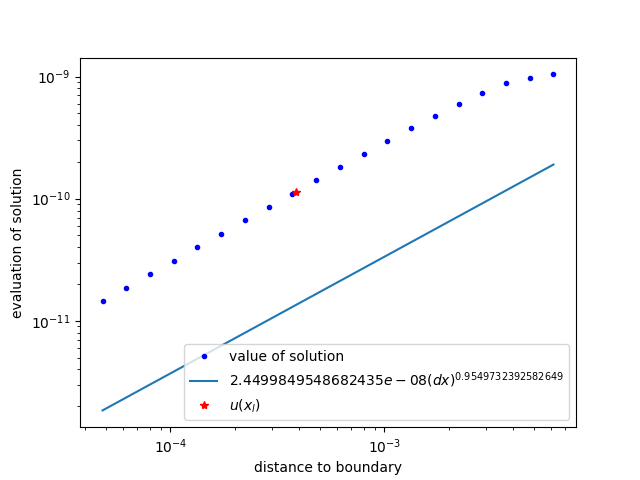 10^{-9}
10^{-10}
10^{-11}
evaluation of solution
value of solution
2.4499849548682435e − 08(dx)^{0.9549732392582649}
u(x_l)
10^{-4}
10^{-3}
distance to boundary